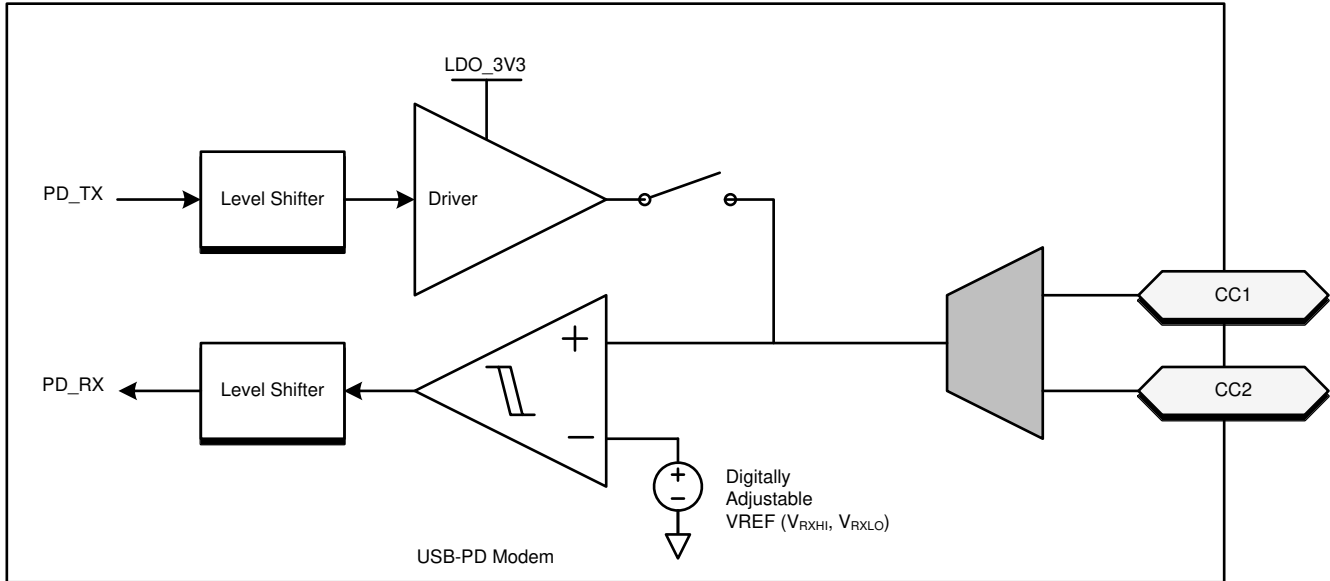 LDO_3V3
PD_TX
Level Shifter
Driver
CC1
PD_RX
Level Shifter
CC2
Digitally
Adjustable
VREF (VRXHI, VRXLO)
USB-PD Modem